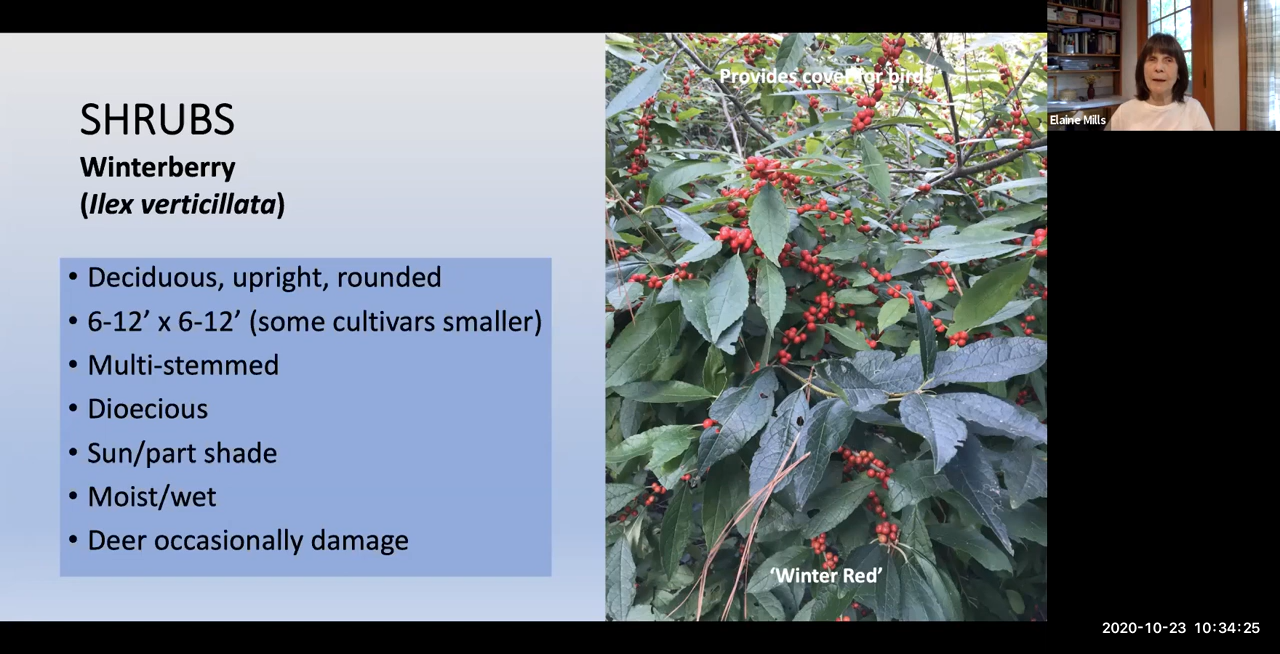 SHRUBS
Winterberry
(Ilex verticillata)
• Deciduous, upright, rounded
• 6-12’ x 6-12’ (some cultivars smaller)
• Multi-stemmed
• Dioecious
• Sun/part shade
• Moist/wet
• Deer occasionally damage
Provides cover for birds
‘Winter Red’
Elaine Mills
2020-10-23 10:34:25